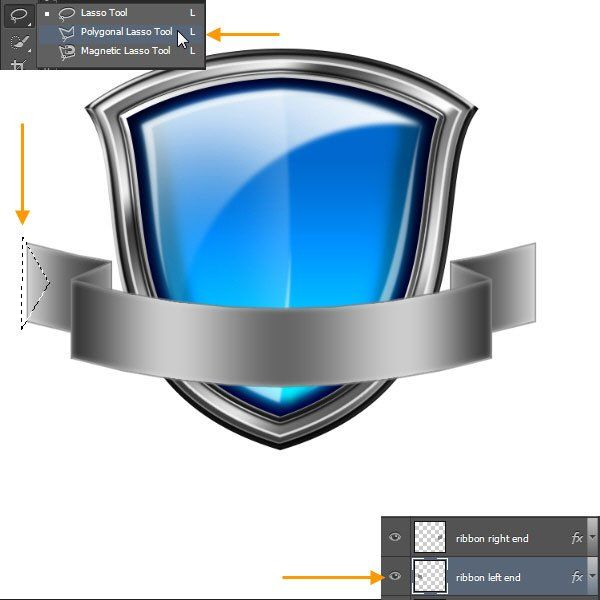 Lasso Tool L
Polygonal Lasso Tool L
Magnetic Lasso Tool L
ribbon right end fx
ribbon left end fx